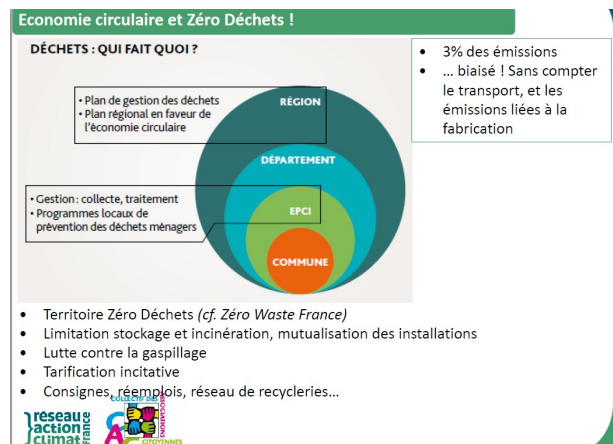 Economie circulaire et Zéro Déchets !
DÉCHETS : QUI FAIT QUOI ?
• Plan de gestion des déchets
• Plan régional en faveur de
l'économie circulaire
RÉGION
DÉPARTEMENT
• Gestion : collecte, traitement
• Programmes locaux de
prévention des déchets ménagers
EPCI
COMMUNE
• 3% des émissions
• … biaisé ! Sans compter
le transport, et les
émissions liées à la
fabrication
• Territoire Zéro Déchets (cf. Zéro Waste France)
• Limitation stockage et incinération, mutualisation des installations
• Lutte contre la gaspillage
• Tarification incitative
• Consignes, réemplois, réseau de recycleries…
réseau
action
climat
france
COLLECTIF DES
ASSOCIATIONS
CITOYENNES
CAC